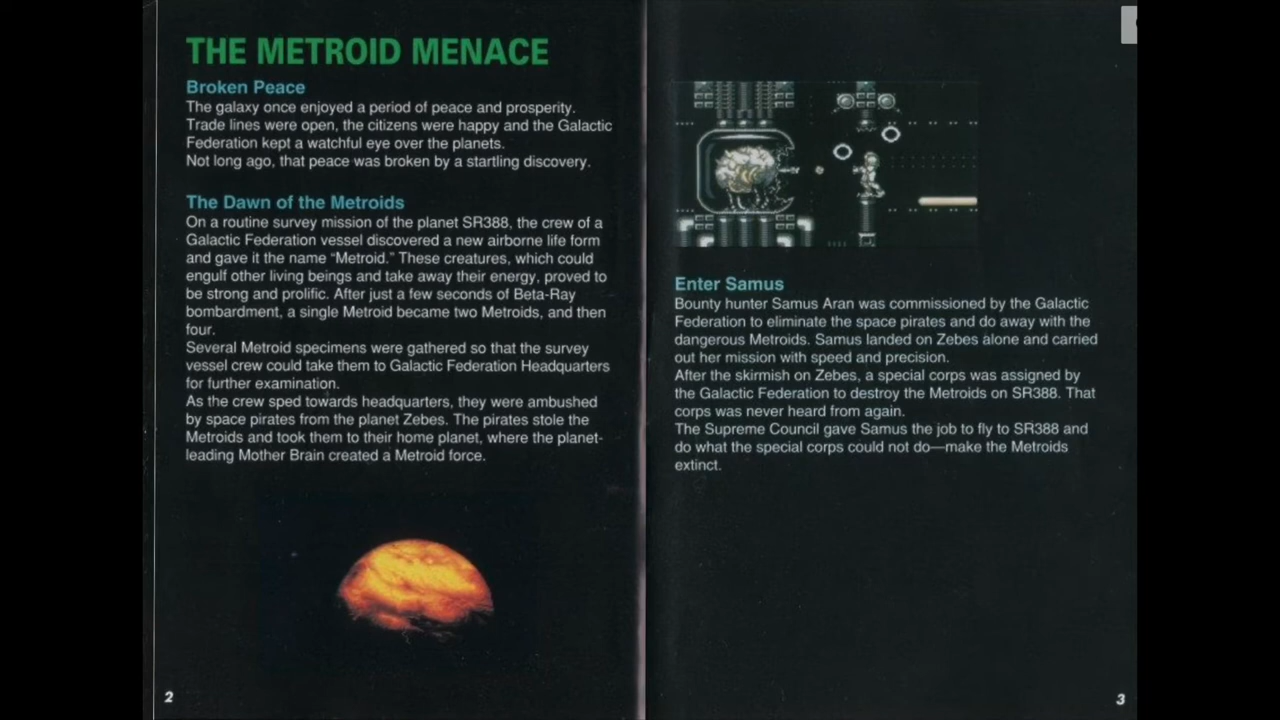 THE METROID MENACE
Broken Peace
The galaxy once enjoyed a period of peace and prosperity.
Trade lines were open, the citizens were happy and the Galactic
Federation kept a watchful eye over the planets.
Not long ago, that peace was broken by a startling discovery.
The Dawn of the Metroids
On a routine survey mission of the planet SR388, the crew of a
Galactic Federation vessel discovered a new airborne life form
and gave it the name “Metroid.” These creatures, which could
engulf other living beings and take away their energy, proved to
be strong and prolific. After just a few seconds of Beta-Ray
bombardment, a single Metroid became two Metroids, and then
four.
Several Metroid specimens were gathered so that the survey
vessel crew could take them to Galactic Federation Headquarters
for further examination.
As the crew sped towards headquarters, they were ambushed
by space pirates from the planet Zebes. The pirates stole the
Metroids and took them to their home planet, where the planet-
leading Mother Brain created a Metroid force.
2
Enter Samus
Bounty hunter Samus Aran was commissioned by the Galactic
Federation to eliminate the space pirates and do away with the
dangerous Metroids. Samus landed on Zebes alone and carried
out her mission with speed and precision.
After the skirmish on Zebes, a special corps was assigned by
the Galactic Federation to destroy the Metroids on SR388. That
corps was never heard from again.
The Supreme Council gave Samus the job to fly to SR388 and
do what the special corps could not do—make the Metroids
extinct.
3